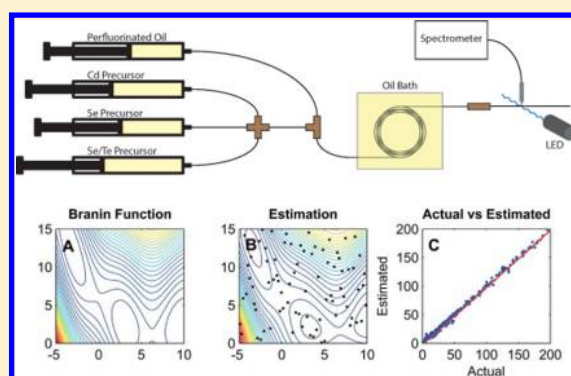 Perfluorinated Oil
Cd Precursor
Se Precursor
Se/Te Precursor
Oil Bath
Spectrometer
LED
Branin Function
A
15
10
5
0
-5 0 5 10
Estimation
B
15
10
5
0
-5 0 5 10
Actual vs Estimated
C
Estimated
200
100
0
0 50 100 150 200
Actual